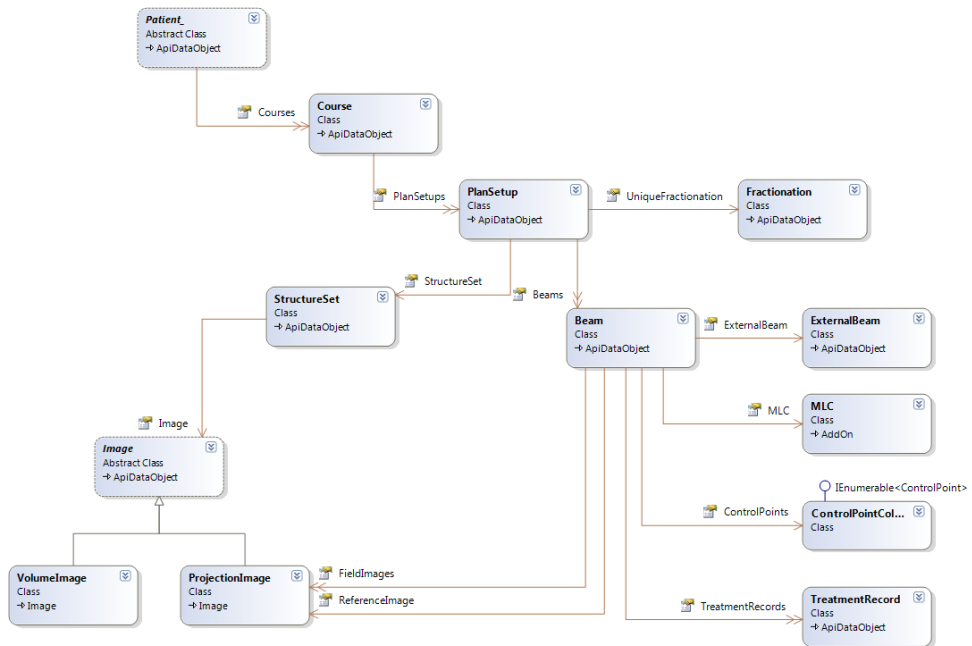 Patient_
Abstract Class
ApiDataObject
Courses
Course
Class
ApiDataObject
PlanSetups
PlanSetup
Class
ApiDataObject
UniqueFractionation
Fractionation
Class
ApiDataObject
StructureSet
StructureSet
Class
ApiDataObject
Beams
Beam
Class
ApiDataObject
ExternalBeam
ExternalBeam
Class
ApiDataObject
MLC
MLC
Class
AddOn
Image
Image
Abstract Class
ApiDataObject
IEnumerable<ControlPoint>
ControlPoints
ControlPointCol...
Class
VolumeImage
Class
Image
ProjectionImage
Class
Image
FieldImages
ReferenceImage
TreatmentRecords
TreatmentRecord
Class
ApiDataObject